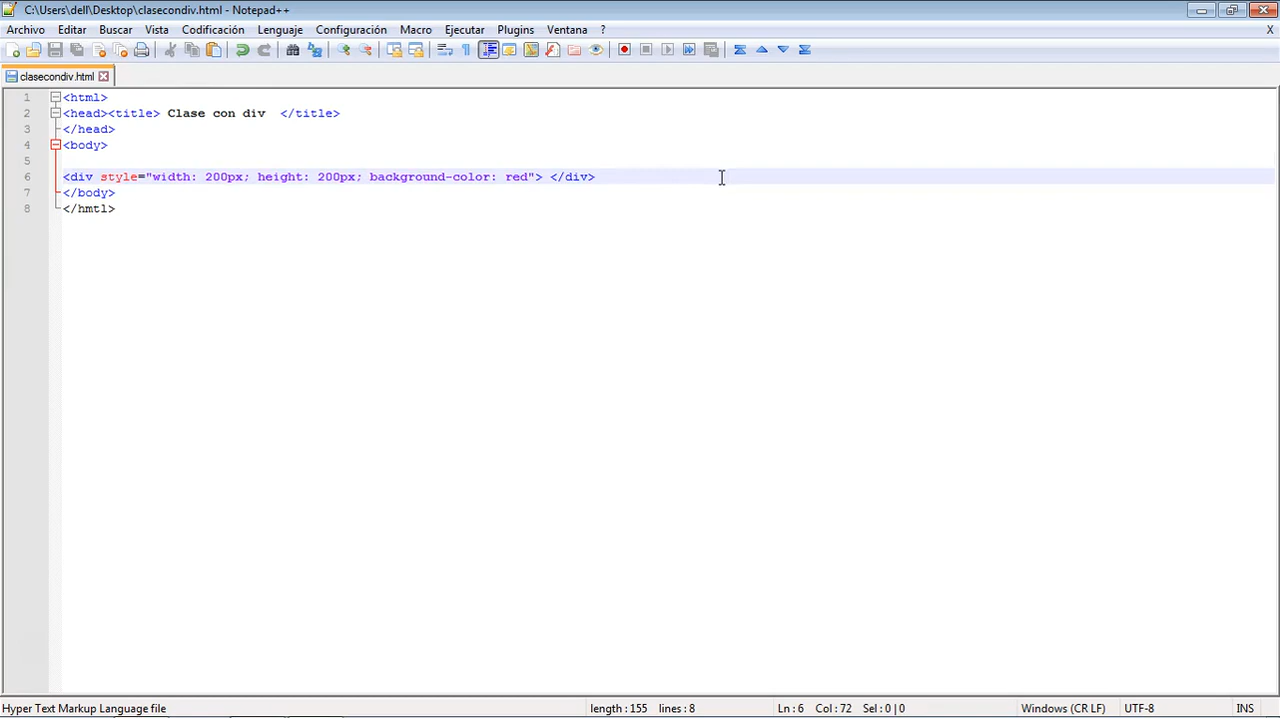 C:\Users\dell\Desktop\clasecondiv.html - Notepad++
Archivo Editar Buscar Vista Codificación Lenguaje Configuración Macro Ejecutar Plugins Ventana ? X
clasecondiv.html
1 <html>
2 <head><title> Clase con div  </title>
3 </head>
4 <body>
5
6 <div style="width: 200px; height: 200px; background-color: red"> </div>
7 </body>
8 </hmtl>
Hyper Text Markup Language file length : 155 lines : 8 Ln : 6 Col : 72 Sel : 0 | 0 Windows (CR LF) UTF-8 INS